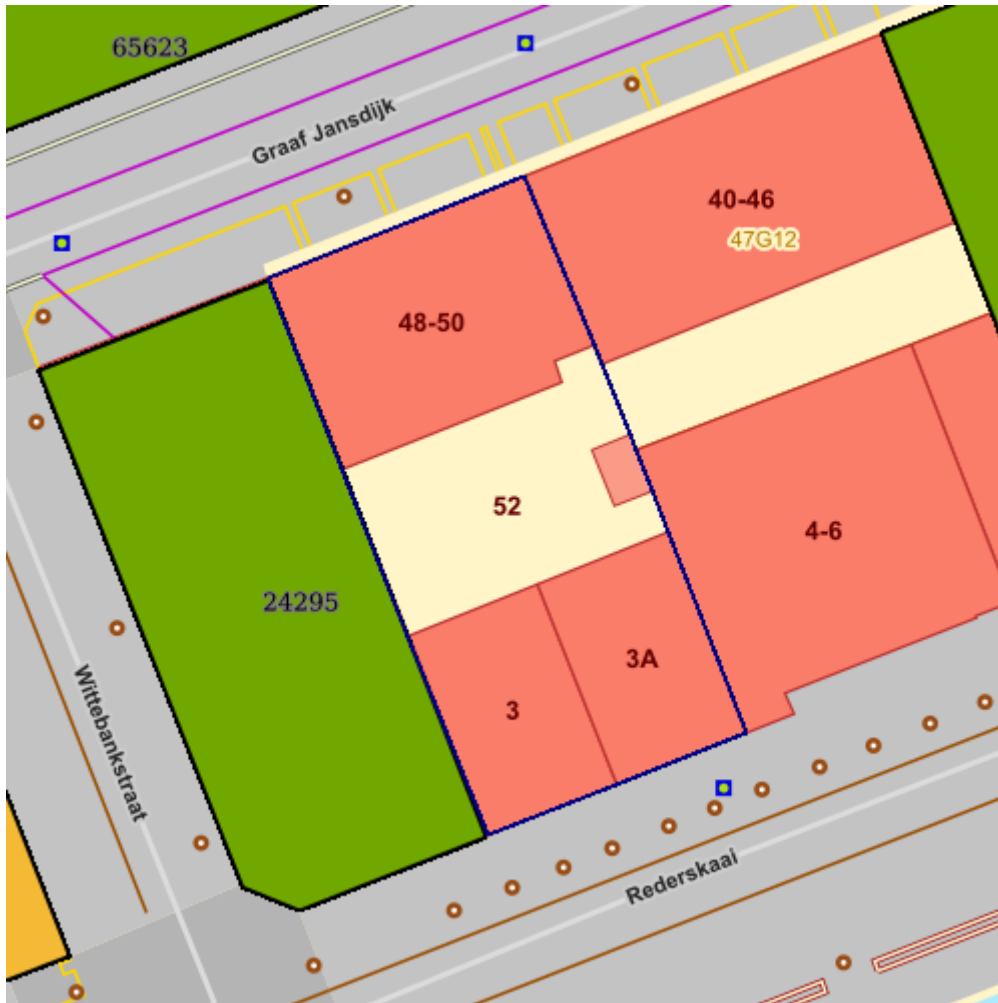 65623
Graaf Jansdijk
40-46
47G12
48-50
52
4-6
24295
3A
3
Wittebankstraat
Rederskaai